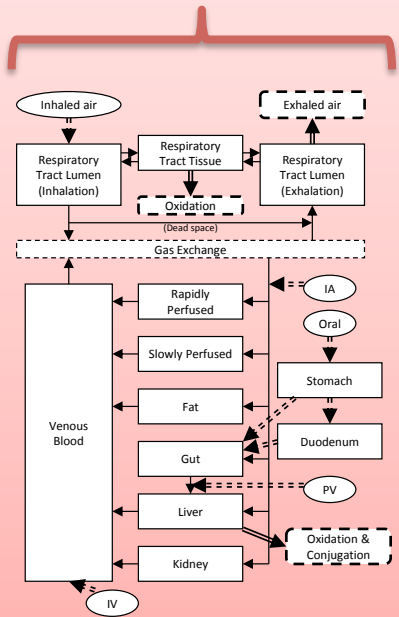 Inhaled air
Exhaled air
Respiratory
Tract Lumen
(Inhalation)
Respiratory
Tract Tissue
Respiratory
Tract Lumen
(Exhalation)
Oxidation
(Dead space)
Gas Exchange
Rapidly
Perfused
IA
Oral
Slowly Perfused
Stomach
Venous
Blood
Fat
Duodenum
Gut
PV
Liver
Oxidation &
Conjugation
Kidney
IV